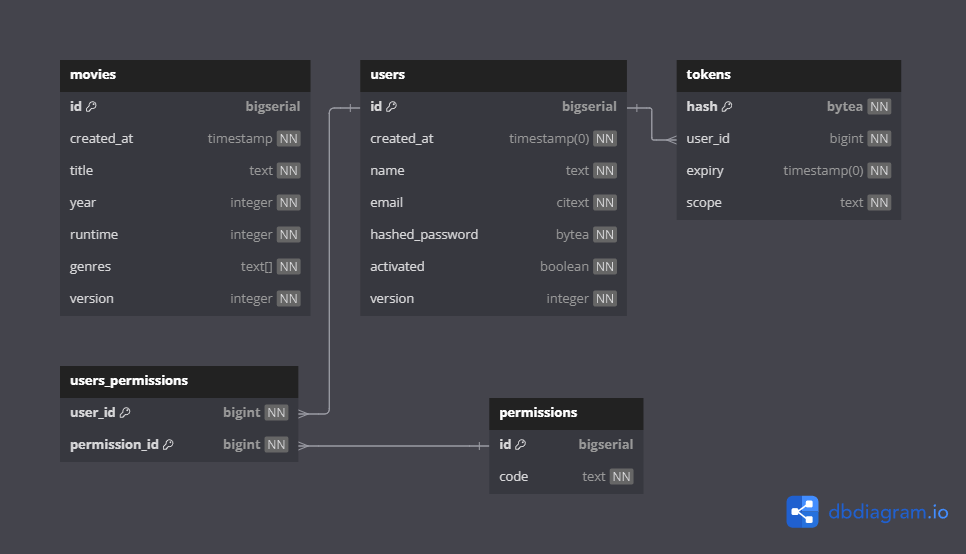 movies
id bigserial
created_at timestamp NN
title text NN
year integer NN
runtime integer NN
genres text[] NN
version integer NN
users
id bigserial
created_at timestamp(0) NN
name text NN
email citext NN
hashed_password bytea NN
activated boolean NN
version integer NN
tokens
hash bytea NN
user_id bigint NN
expiry timestamp(0) NN
scope text NN
users_permissions
user_id bigint NN
permission_id bigint NN
permissions
id bigserial
code text NN
dbdiagram.io